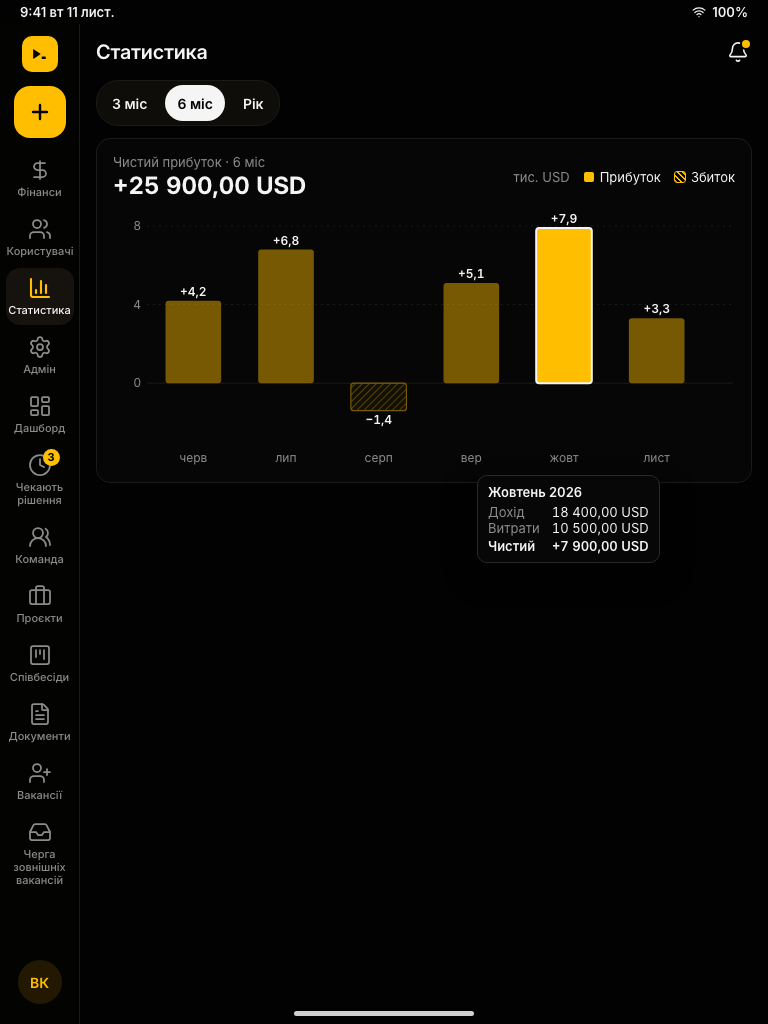 9:41 вт 11 лист.
100%
Статистика
3 міс
6 міс
Рік
Чистий прибуток · 6 міс
+25 900,00 USD
тис. USD
Прибуток
Збиток
8
4
0
+4,2
+6,8
−1,4
+5,1
+7,9
+3,3
черв
лип
серп
вер
жовт
лист
Жовтень 2026
Дохід 18 400,00 USD
Витрати 10 500,00 USD
Чистий +7 900,00 USD
Фінанси
Користувачі
Статистика
Адмін
Дашборд
3
Чекають
рішення
Команда
Проєкти
Співбесіди
Документи
Вакансії
Черга
зовнішніх
вакансій
ВК